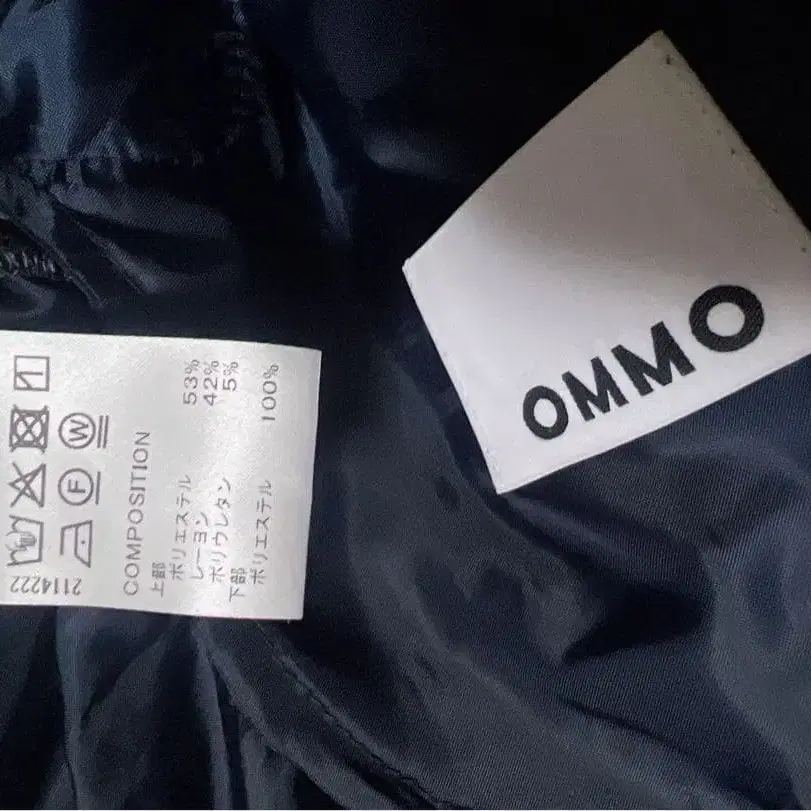 2114222
COMPOSITION
上部
ポリエステル 53%
レーヨン 42%
ポリウレタン 5%
下部
ポリエステル 100%
W
F
OMMO